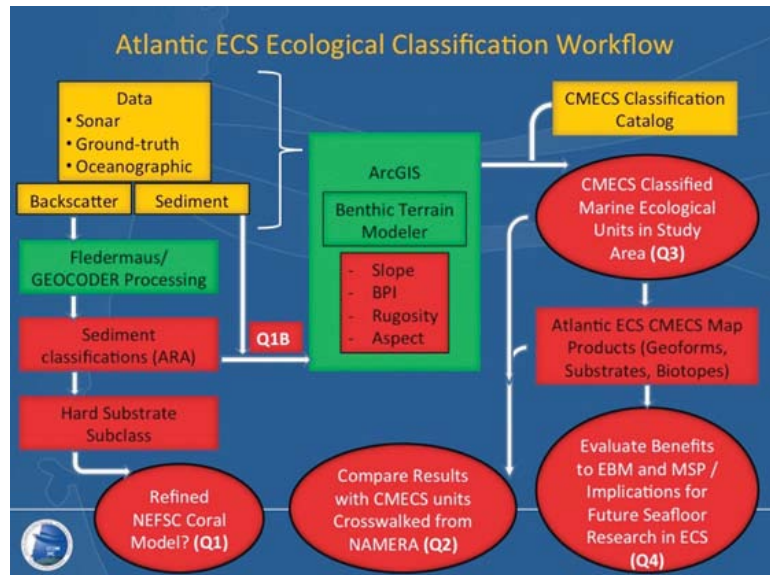 Atlantic ECS Ecological Classification Workflow
Data
• Sonar
• Ground-truth
• Oceanographic
Backscatter
Sediment
Fledermaus/
GEOCODER Processing
Sediment
classifications (ARA)
Hard Substrate
Subclass
Refined
NEFSC Coral
Model? (Q1)
Q1B
ArcGIS
Benthic Terrain
Modeler
- Slope
- BPI
- Rugosity
- Aspect
Compare Results
with CMECS units
Crosswalked from
NAMERA (Q2)
CMECS Classification
Catalog
CMECS Classified
Marine Ecological
Units in Study
Area (Q3)
Atlantic ECS CMECS Map
Products (Geoforms,
Substrates, Biotopes)
Evaluate Benefits
to EBM and MSP /
Implications for
Future Seafloor
Research in ECS
(Q4)